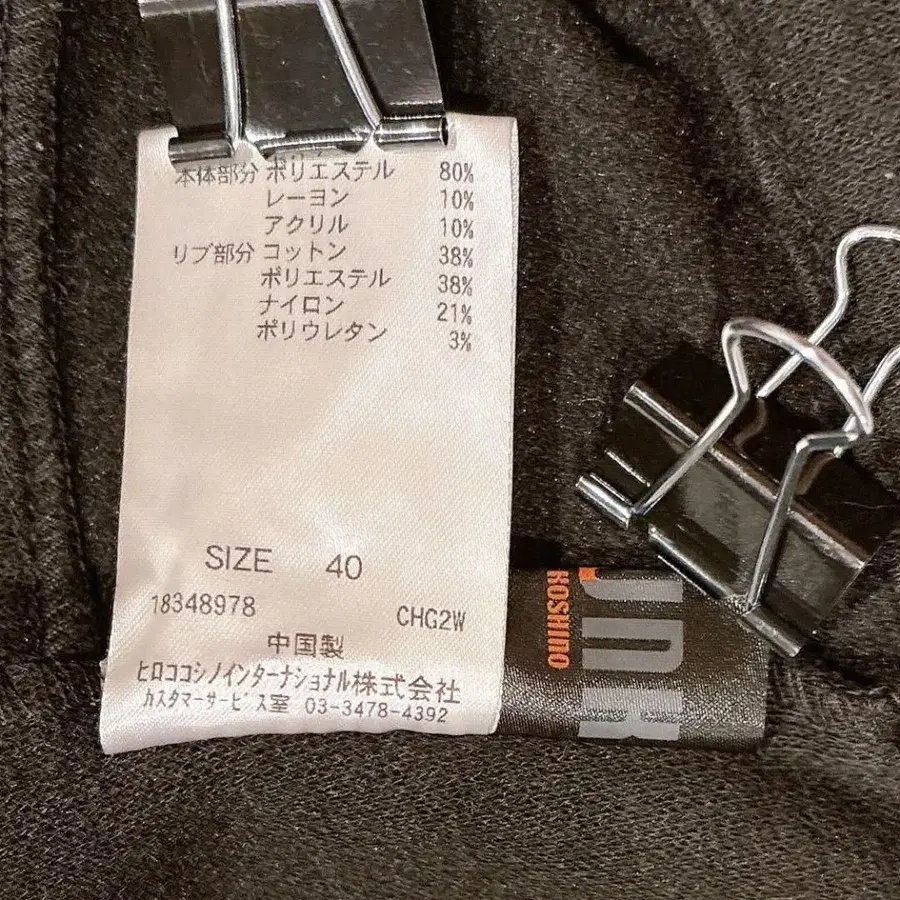 本体部分 ポリエステル 80%
レーヨン 10%
アクリル 10%
リブ部分 コットン 38%
ポリエステル 38%
ナイロン 21%
ポリウレタン 3%
SIZE 40
18348978 CHG2W
中国製
ヒロココシノインターナショナル株式会社
カスタマーサービス室 03-3478-4392
KOSHINO